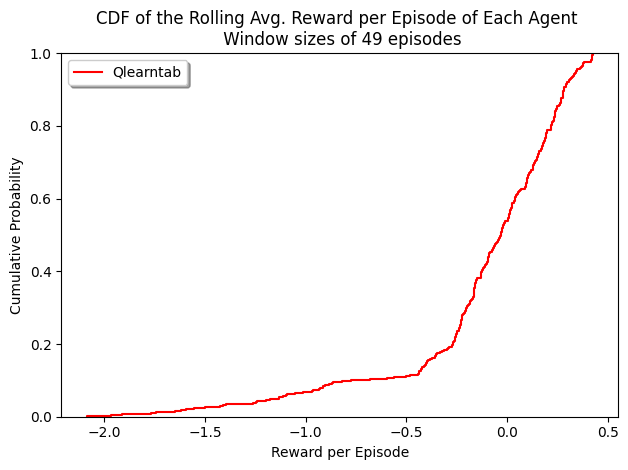 CDF of the Rolling Avg. Reward per Episode of Each Agent
Window sizes of 49 episodes
Qlearntab
1.0
0.8
0.6
0.4
0.2
0.0
Cumulative Probability
−2.0
−1.5
−1.0
−0.5
0.0
0.5
Reward per Episode